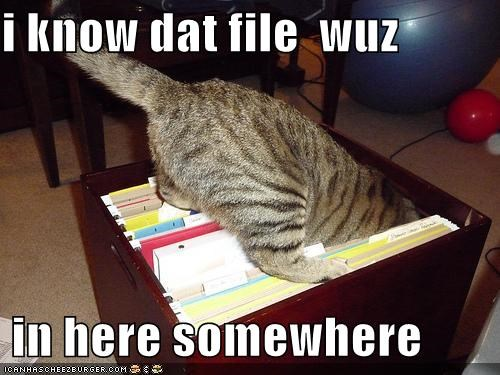 i know dat file wuz
in here somewhere
ICANHASCHEEZBURGER.COM